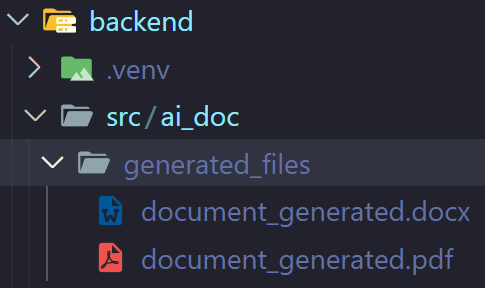 backend
.venv
src/ai_doc
generated_files
document_generated.docx
document_generated.pdf